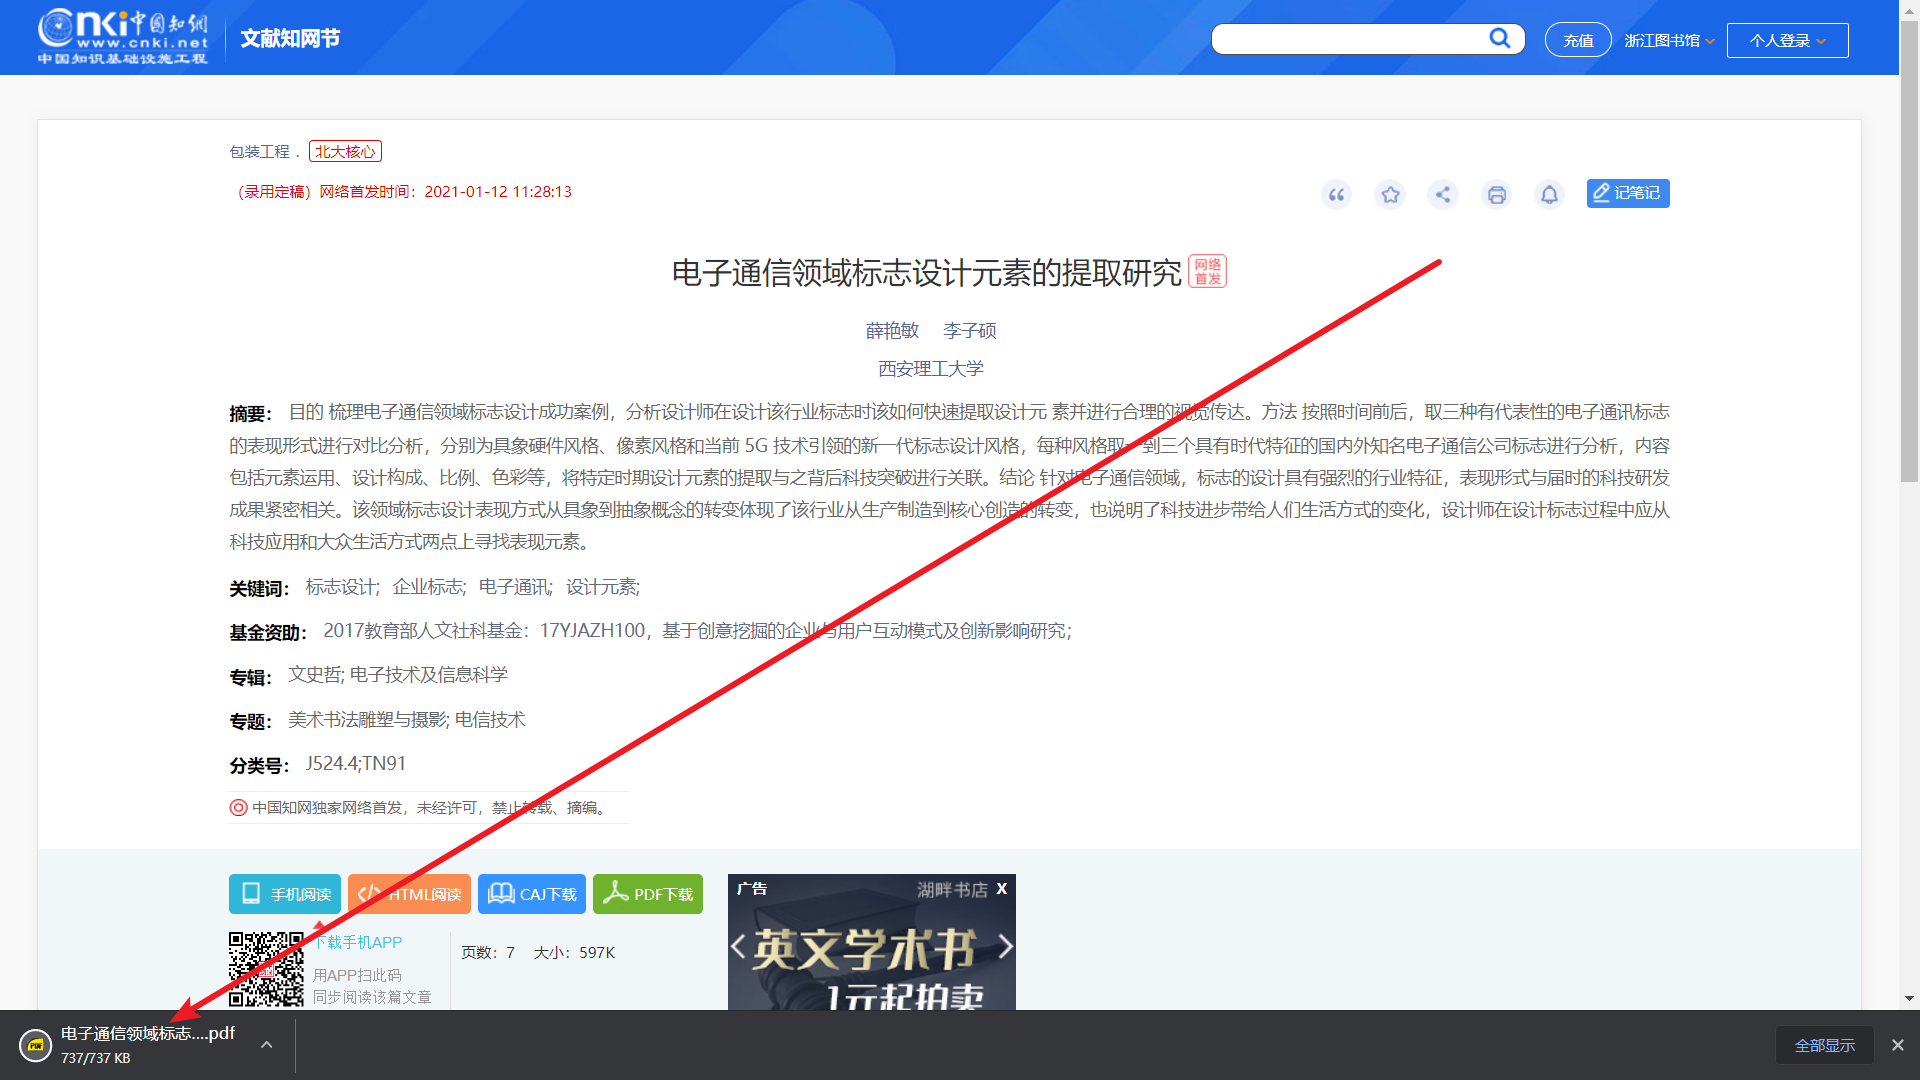 Cnki中国知网
www.cnki.net
中国知识基础设施工程
文献知网节
充值
浙江图书馆
个人登录
包装工程 .
北大核心
（录用定稿）网络首发时间：2021-01-12 11:28:13
记笔记
电子通信领域标志设计元素的提取研究
网络
首发
薛艳敏 李子硕
西安理工大学
摘要： 目的 梳理电子通信领域标志设计成功案例，分析设计师在设计该行业标志时该如何快速提取设计元 素并进行合理的视觉传达。方法 按照时间前后，取三种有代表性的电子通讯标志
的表现形式进行对比分析，分别为具象硬件风格、像素风格和当前 5G 技术引领的新一代标志设计风格，每种风格取一到三个具有时代特征的国内外知名电子通信公司标志进行分析，内容
包括元素运用、设计构成、比例、色彩等，将特定时期设计元素的提取与之背后科技突破进行关联。结论 针对电子通信领域，标志的设计具有强烈的行业特征，表现形式与届时的科技研发
成果紧密相关。该领域标志设计表现方式从具象到抽象概念的转变体现了该行业从生产制造到核心创造的转变，也说明了科技进步带给人们生活方式的变化，设计师在设计标志过程中应从
科技应用和大众生活方式两点上寻找表现元素。
关键词： 标志设计; 企业标志; 电子通讯; 设计元素;
基金资助： 2017教育部人文社科基金：17YJAZH100，基于创意挖掘的企业与用户互动模式及创新影响研究；
专辑： 文史哲; 电子技术及信息科学
专题： 美术书法雕塑与摄影; 电信技术
分类号： J524.4;TN91
中国知网独家网络首发，未经许可，禁止转载、摘编。
手机阅读
HTML阅读
CAJ下载
PDF下载
下载手机APP
用APP扫此码
同步阅读该篇文章
页数：7 大小：597K
广告
湖畔书店 X
英文学术书
1元起拍卖
PDF
电子通信领域标志....pdf
737/737 KB
全部显示